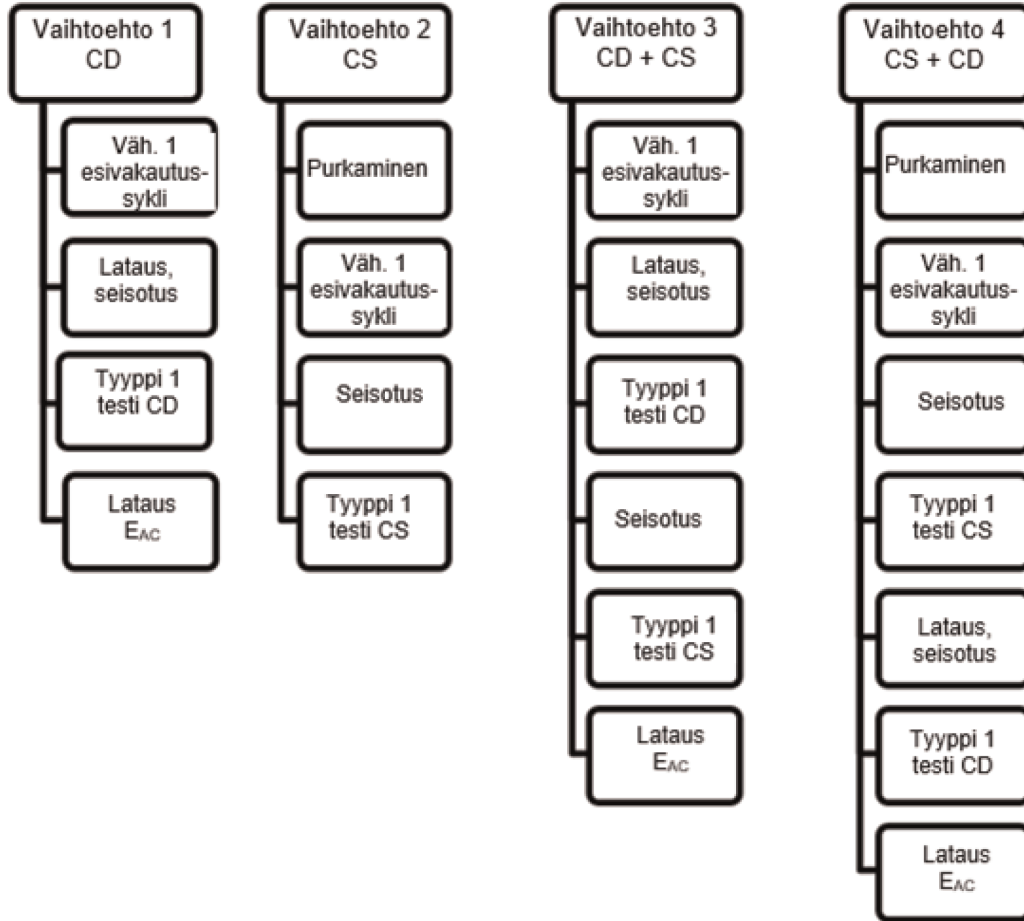 Vaihtoehto 1
CD
Väh. 1
esivakautus-
sykli
Lataus,
seisotus
Tyyppi 1
testi CD
Lataus
EAC
Vaihtoehto 2
CS
Purkaminen
Väh. 1
esivakautus-
sykli
Seisotus
Tyyppi 1
testi CS
Vaihtoehto 3
CD + CS
Väh. 1
esivakautus-
sykli
Lataus,
seisotus
Tyyppi 1
testi CD
Seisotus
Tyyppi 1
testi CS
Lataus
EAC
Vaihtoehto 4
CS + CD
Purkaminen
Väh. 1
esivakautus-
sykli
Seisotus
Tyyppi 1
testi CS
Lataus,
seisotus
Tyyppi 1
testi CD
Lataus
EAC